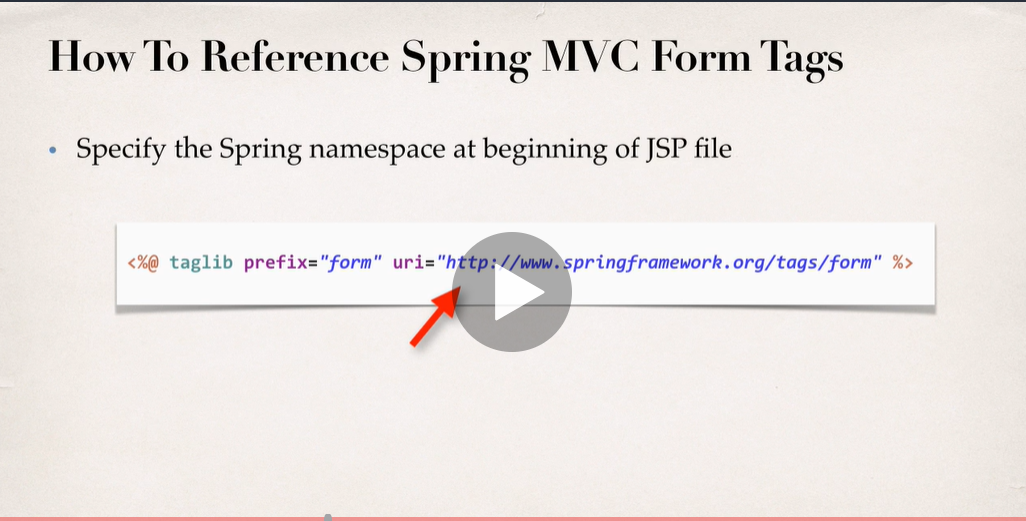 How To Reference Spring MVC Form Tags
• Specify the Spring namespace at beginning of JSP file
<%@ taglib prefix="form" uri="http://www.springframework.org/tags/form" %>